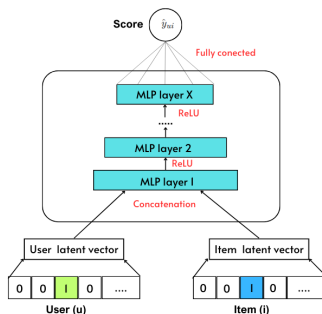 Score ŷui
Fully conected
MLP layer X
ReLU
.....
MLP layer 2
ReLU
MLP layer 1
Concatenation
User latent vector Item latent vector
0 0 1 0 .... 0 0 1 0 ....
User (u) Item (i)